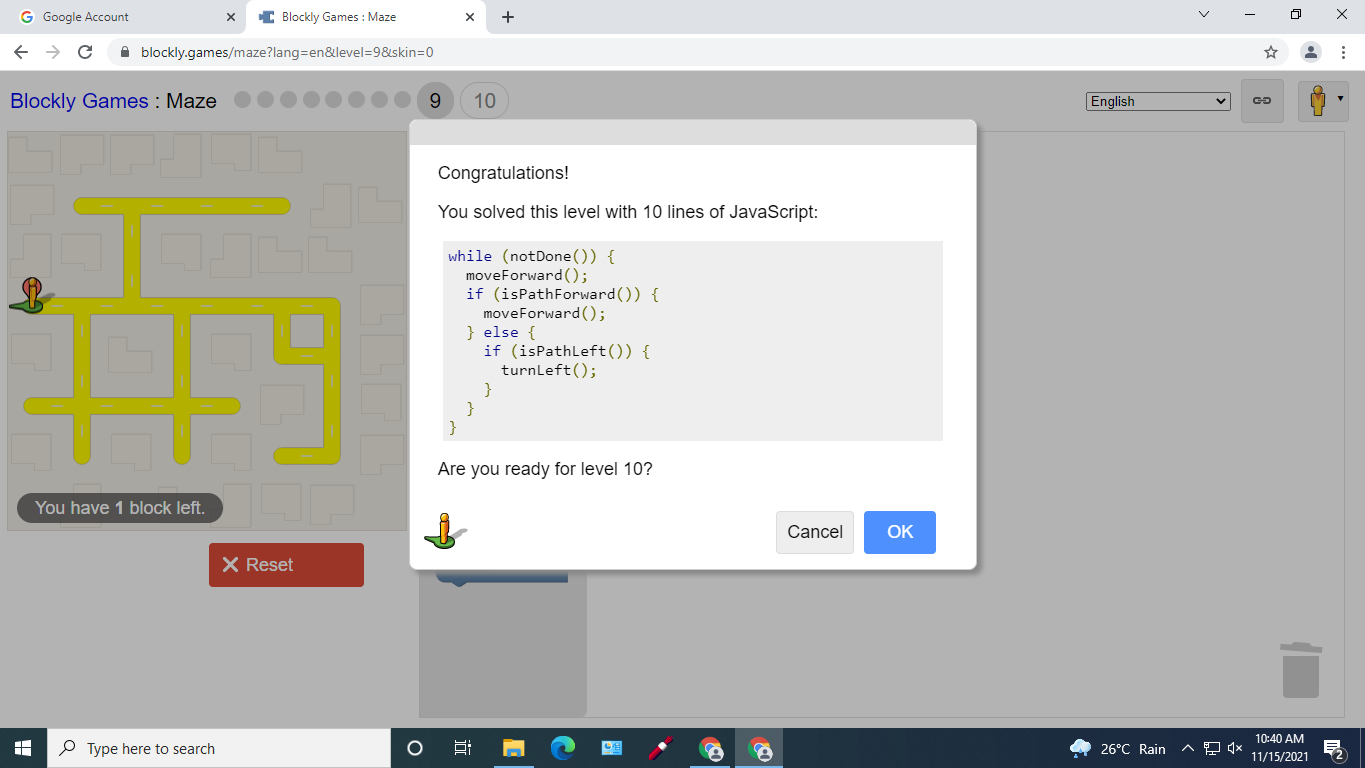 Google Account
Blockly Games : Maze
blockly.games/maze?lang=en&level=9&skin=0
Blockly Games : Maze
9
10
English
Congratulations!
You solved this level with 10 lines of JavaScript:
while (notDone()) {
  moveForward();
  if (isPathForward()) {
    moveForward();
  } else {
    if (isPathLeft()) {
      turnLeft();
    }
  }
}
Are you ready for level 10?
Cancel
OK
You have 1 block left.
Reset
Type here to search
26°C Rain
10:40 AM
11/15/2021
2